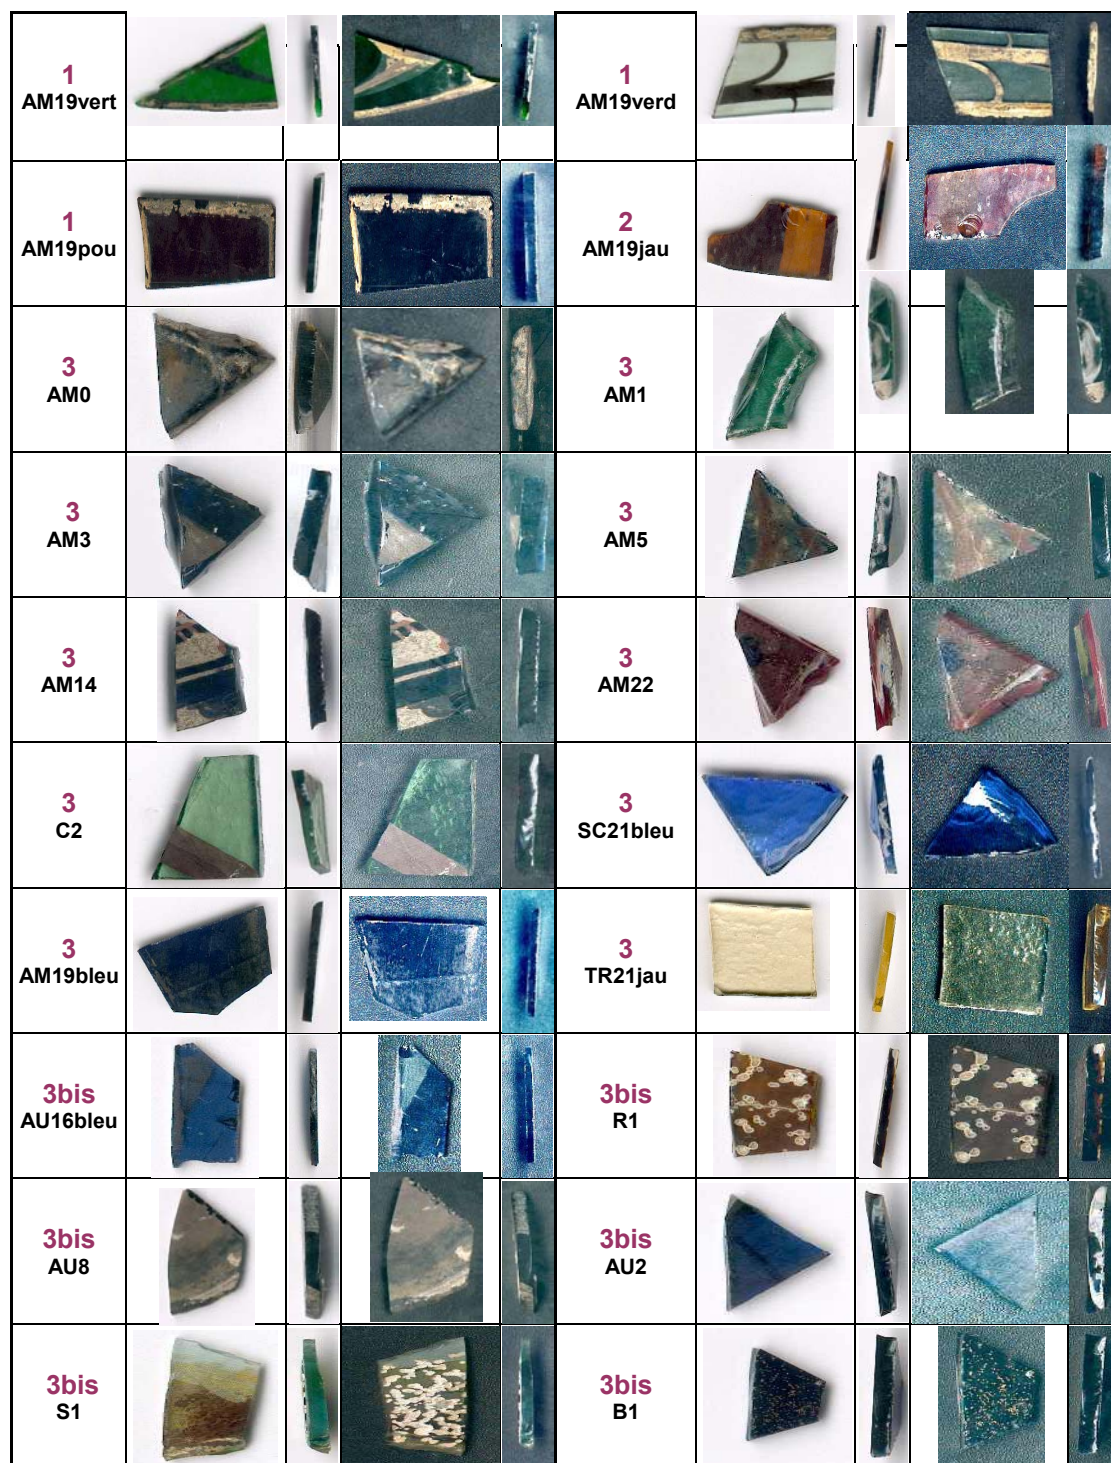 1
AM19vert
1
AM19verd
1
AM19pou
2
AM19jau
3
AM0
3
AM1
3
AM3
3
AM5
3
AM14
3
AM22
3
C2
3
SC21bleu
3
AM19bleu
3
TR21jau
3bis
AU16bleu
3bis
R1
3bis
AU8
3bis
AU2
3bis
S1
3bis
B1